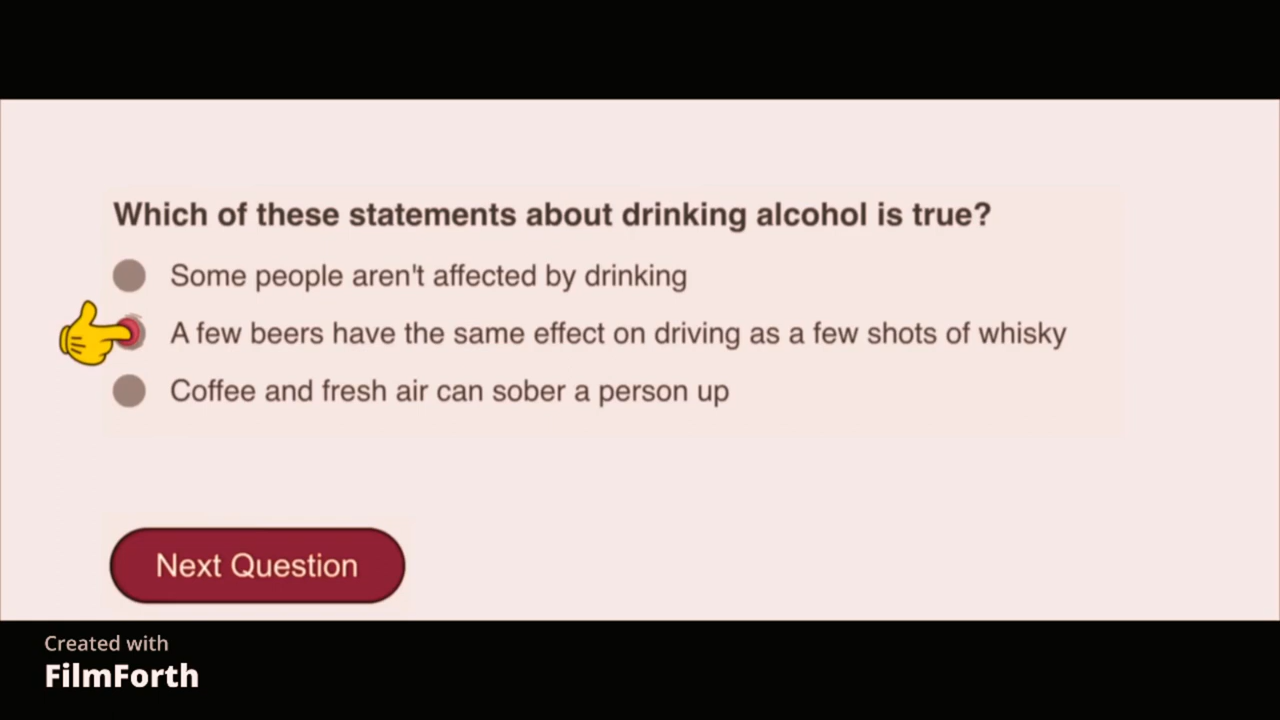 Which of these statements about drinking alcohol is true?
Some people aren't affected by drinking
A few beers have the same effect on driving as a few shots of whisky
Coffee and fresh air can sober a person up
Next Question
Created with
FilmForth